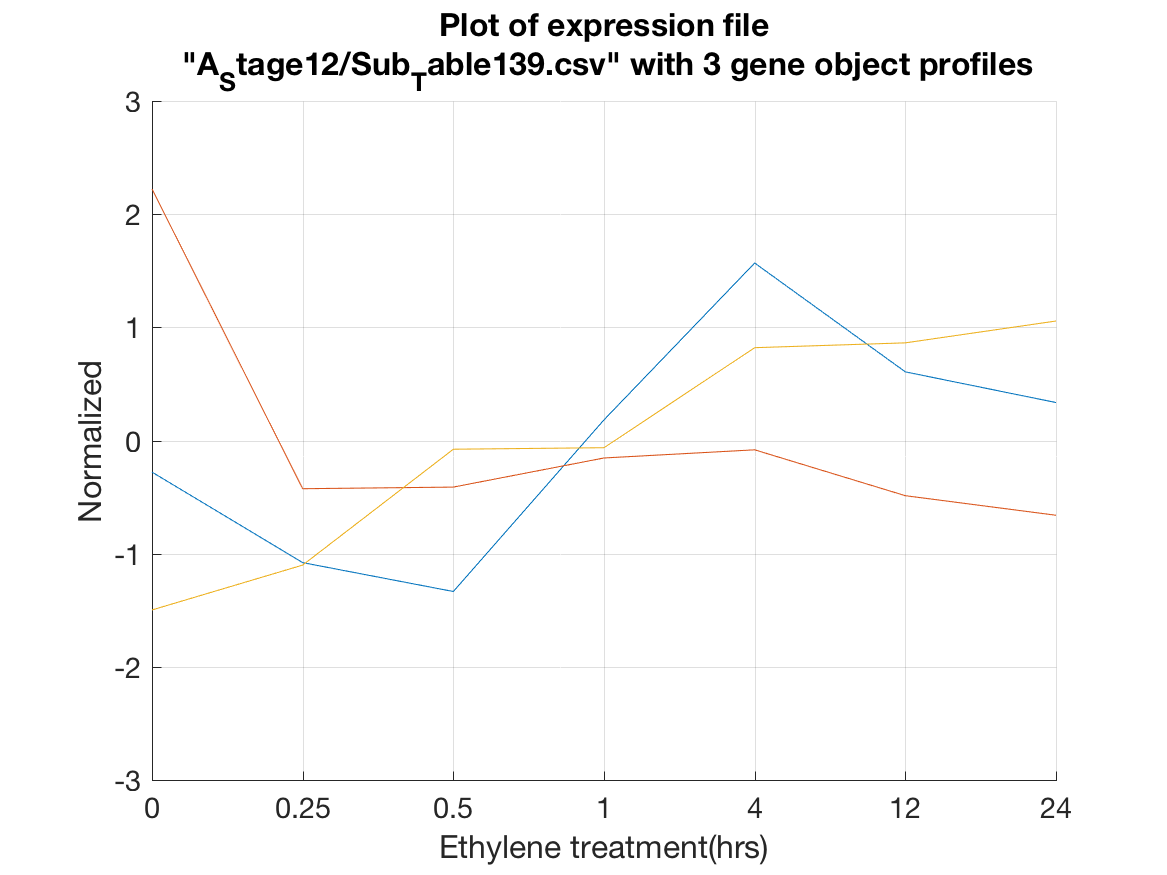 Plot of expression file
"A_Stage12/Sub_Table139.csv" with 3 gene object profiles
3
2
1
0
-1
-2
-3
Normalized
0 0.25 0.5 1 4 12 24
Ethylene treatment(hrs)